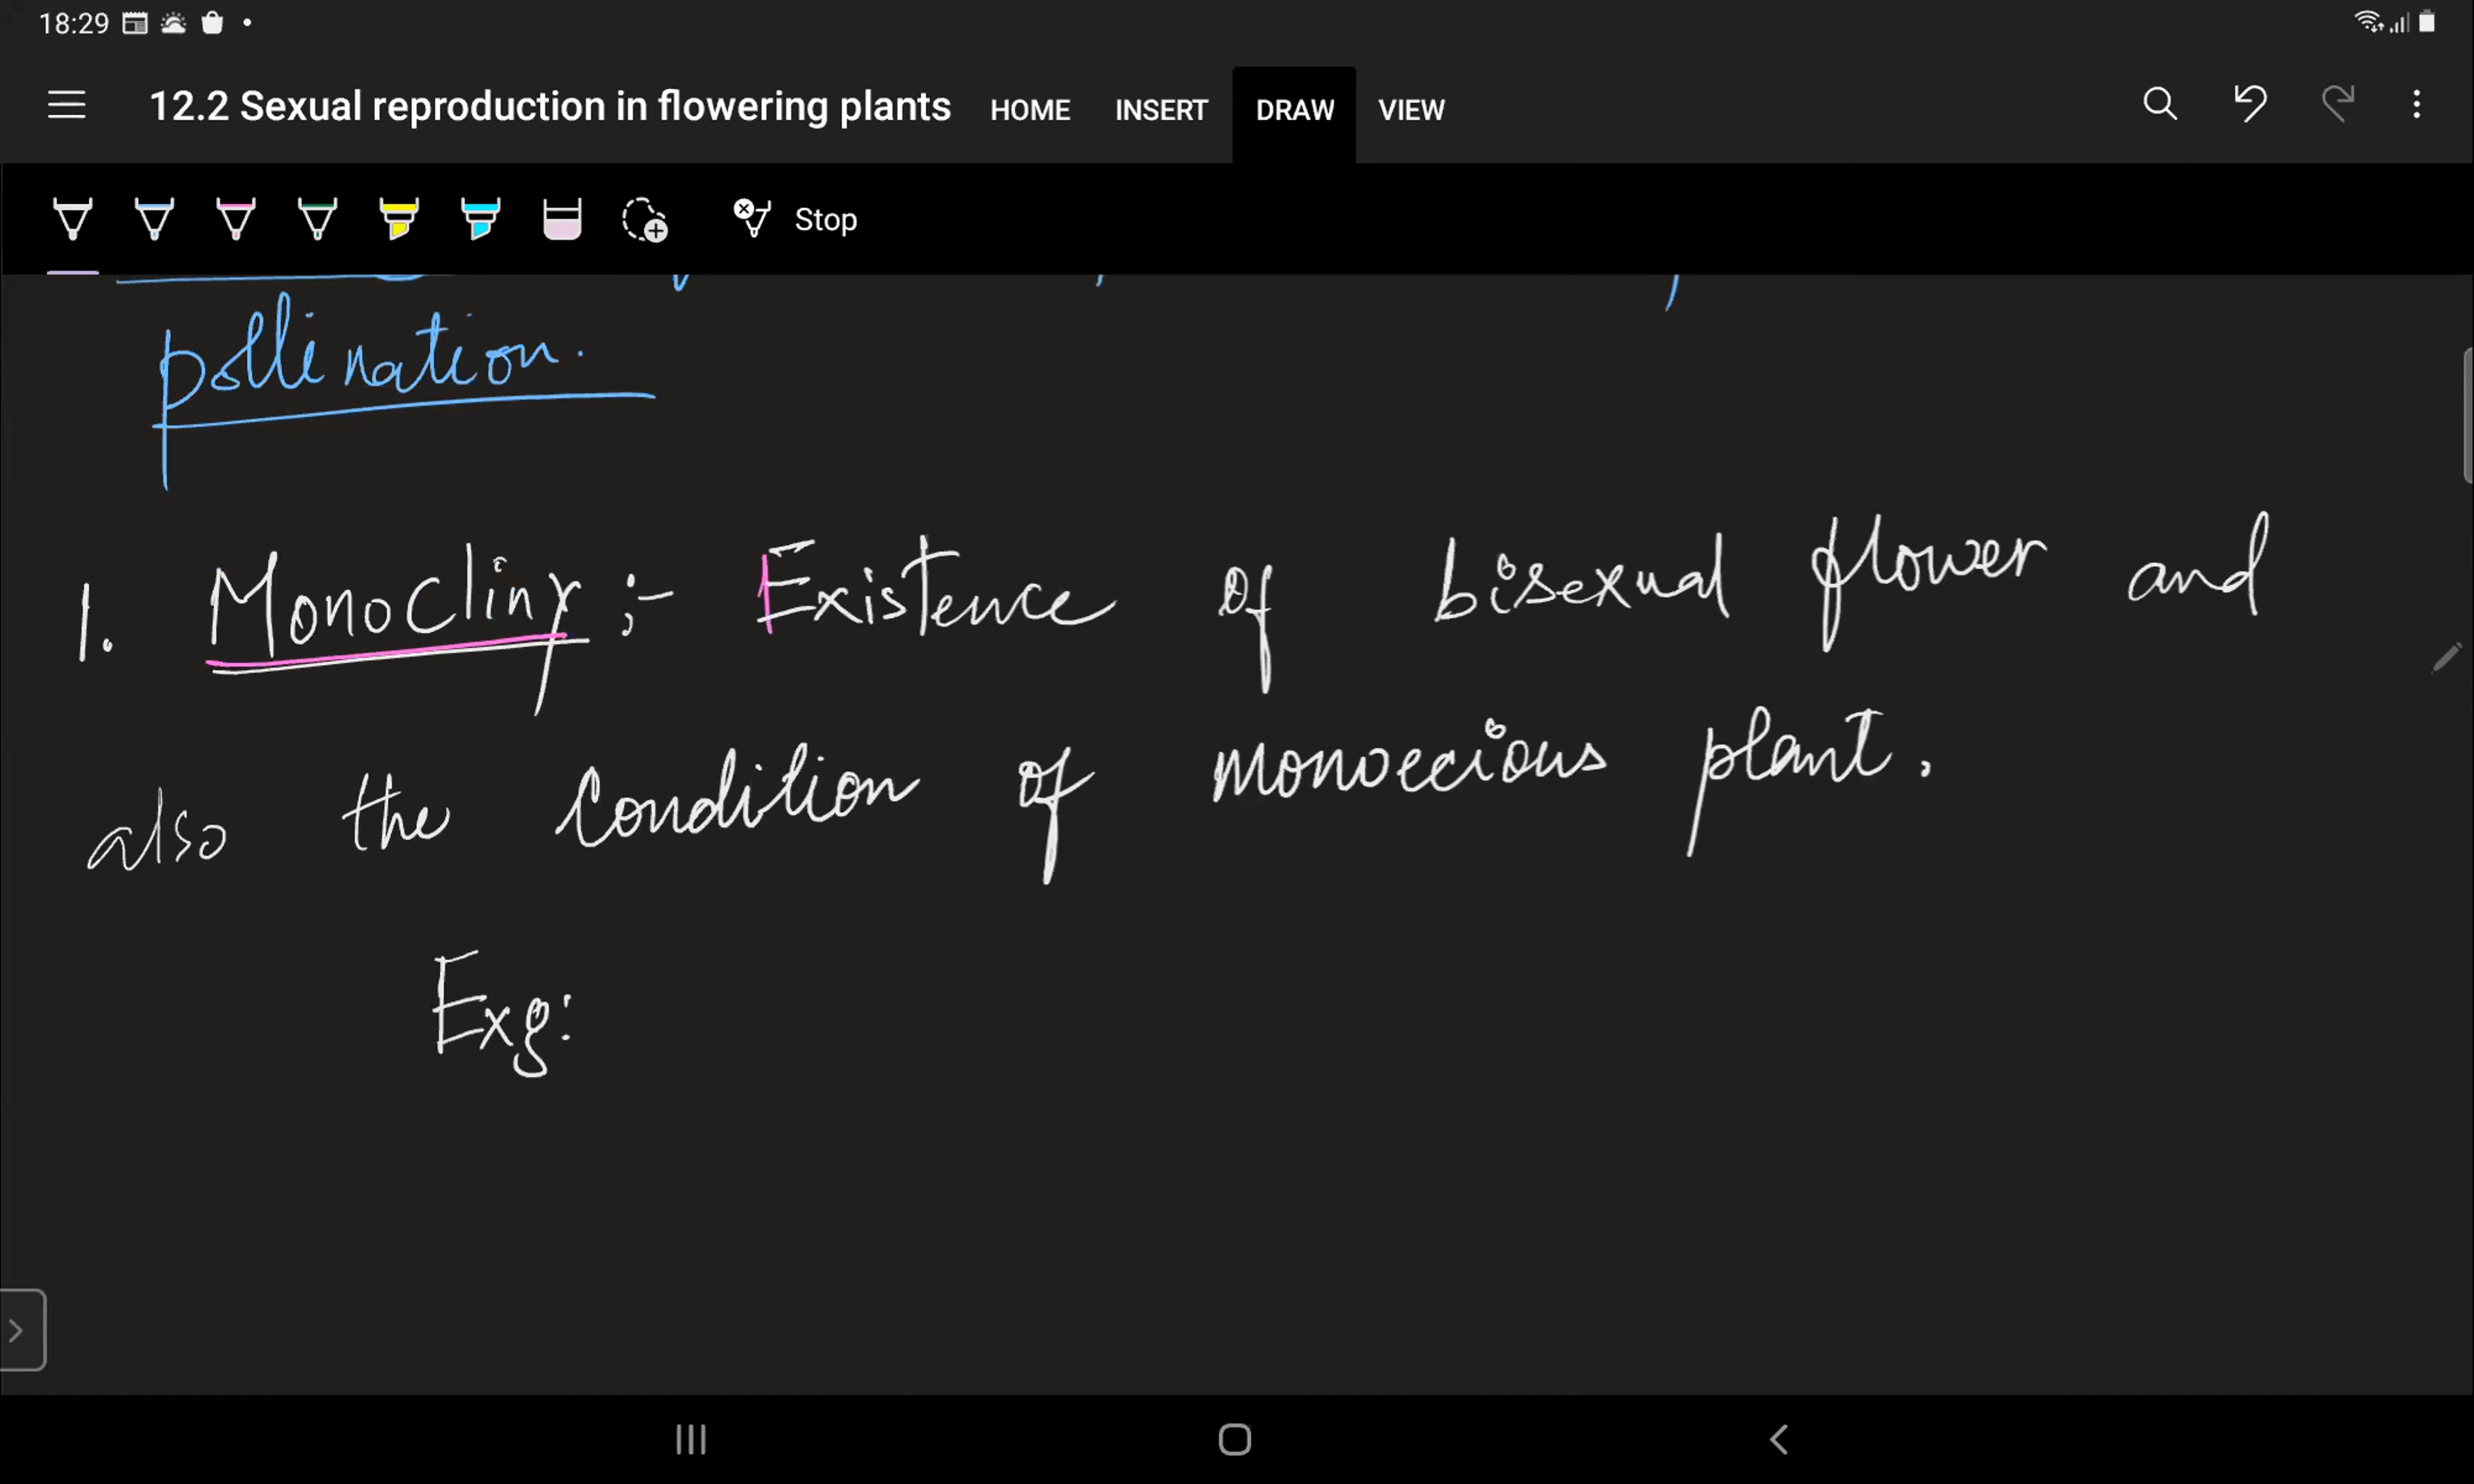 18:29
12.2 Sexual reproduction in flowering plants HOME INSERT DRAW VIEW
Stop
pollination.
1. Monocliny :- Existence of bisexual flower and
also the condition of monoecious plant.
Exg: